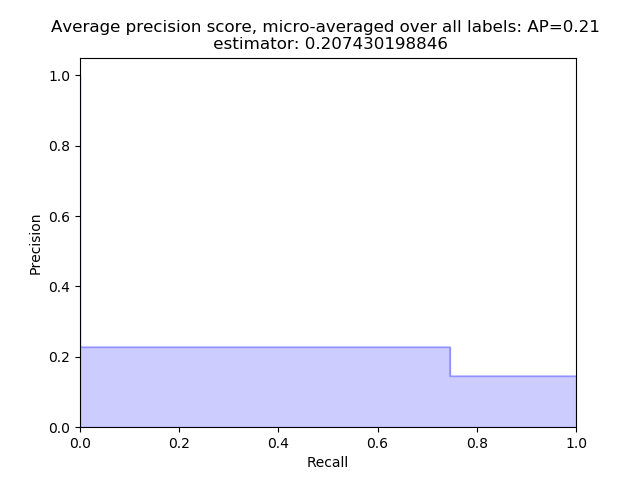 Average precision score, micro-averaged over all labels: AP=0.21
estimator: 0.207430198846
1.0
0.8
0.6
0.4
0.2
0.0
Precision
0.0 0.2 0.4 0.6 0.8 1.0
Recall